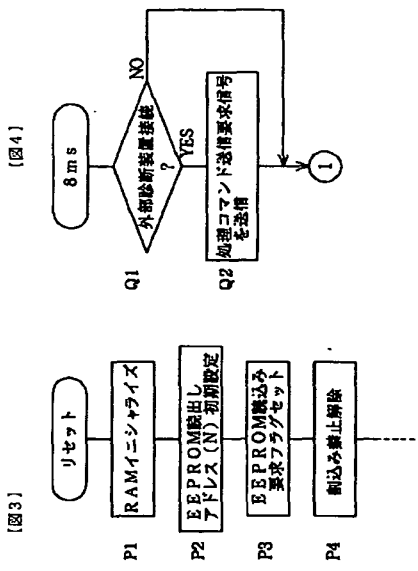 【図3】
リセット
P1
RAMイニシャライズ
P2
EEPROM読出し
アドレス(N)初期設定
P3
EEPROM読込み
要求フラグセット
P4
割込み禁止解除
【図4】
8ms
Q1
外部診断装置接続
?
NO
YES
Q2
処理コマンド送信要求信号
を送信
1